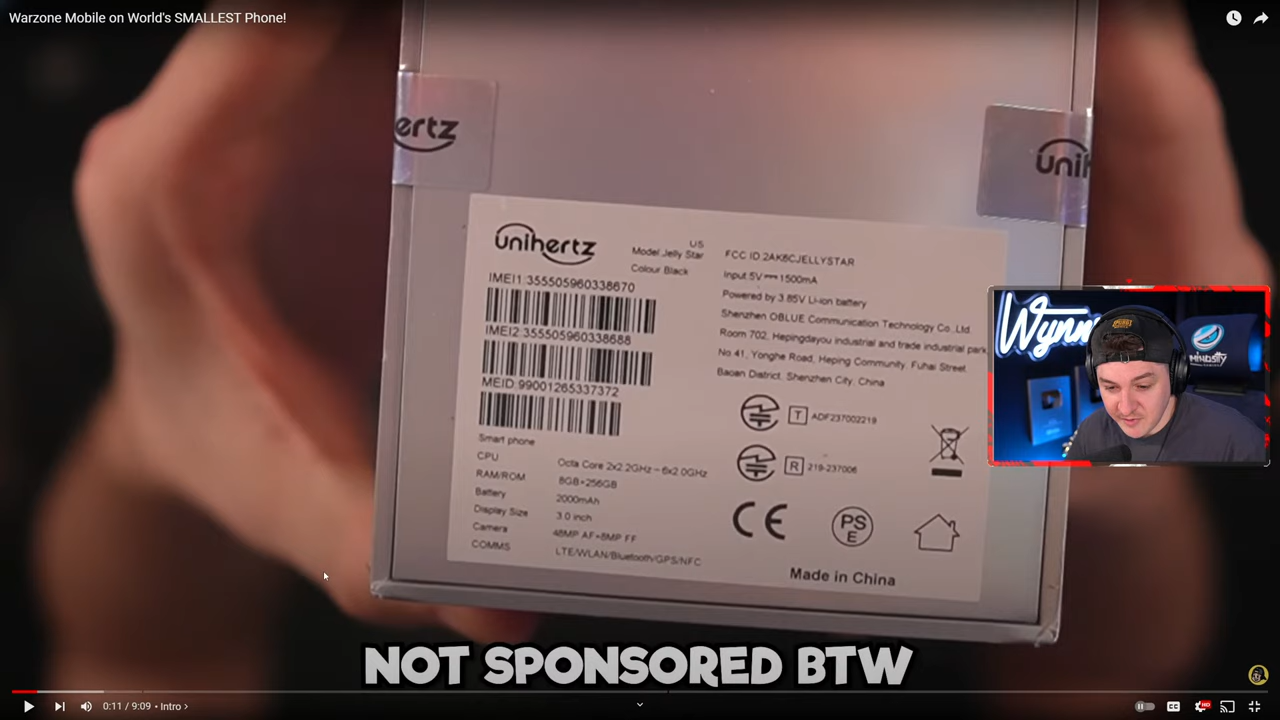 Warzone Mobile on World's SMALLEST Phone!
ertz
unihertz
US
Model Jelly Star
Colour Black
IMEI1:355505960338670
IMEI2:355505960338688
MEID:99001265337372
Smart phone
CPU Octa Core 2x2.2GHz~6x2.0GHz
RAM/ROM 8GB+256GB
Battery 2000mAh
Display Size 3.0 inch
Camera 48MP AF+8MP FF
COMMS LTE/WLAN/Bluetooth/GPS/NFC
FCC ID:2AK6CJELLYSTAR
Input 5V 1500mA
Powered by 3.85V Li-ion battery
Shenzhen OBLUE Communication Technology Co.,Ltd.
Room 702, Hepingdayou industrial and trade industrial park,
No 41, Yonghe Road, Heping Community, Fuhai Street,
Baoan District, Shenzhen City, China
T ADF237002219
R 219-237006
CE
PS
E
Made in China
Wynn
MINDSIY
NOT SPONSORED BTW
0:11 / 9:09 • Intro >
CC
HD